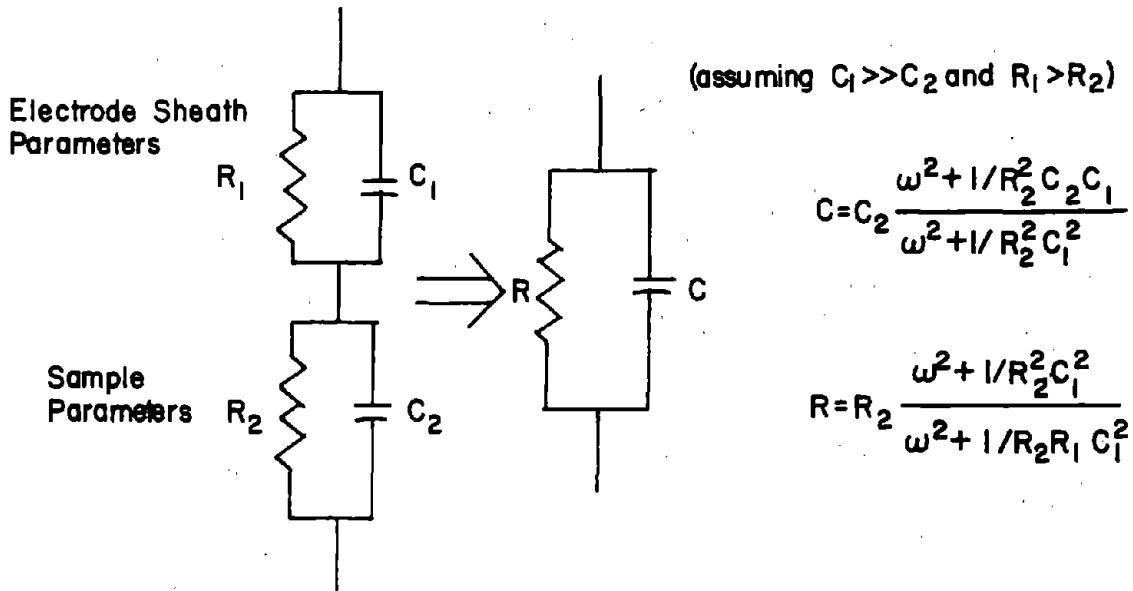 (assuming C₁>>C₂ and R₁>R₂)
Electrode Sheath
Parameters
R₁
C₁
C=C₂ (ω²+1/R₂²C₂C₁)/(ω²+1/R₂²C₁²)
R
C
Sample
Parameters
R₂
C₂
R=R₂ (ω²+1/R₂²C₁²)/(ω²+1/R₂R₁C₁²)